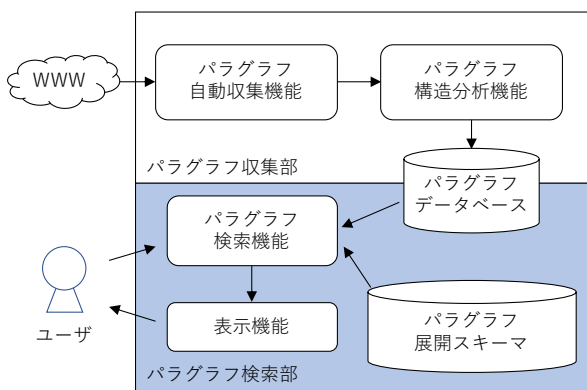 WWW
パラグラフ
自動収集機能
パラグラフ
構造分析機能
パラグラフ収集部
パラグラフ
データベース
パラグラフ
検索機能
ユーザ
表示機能
パラグラフ
展開スキーマ
パラグラフ検索部